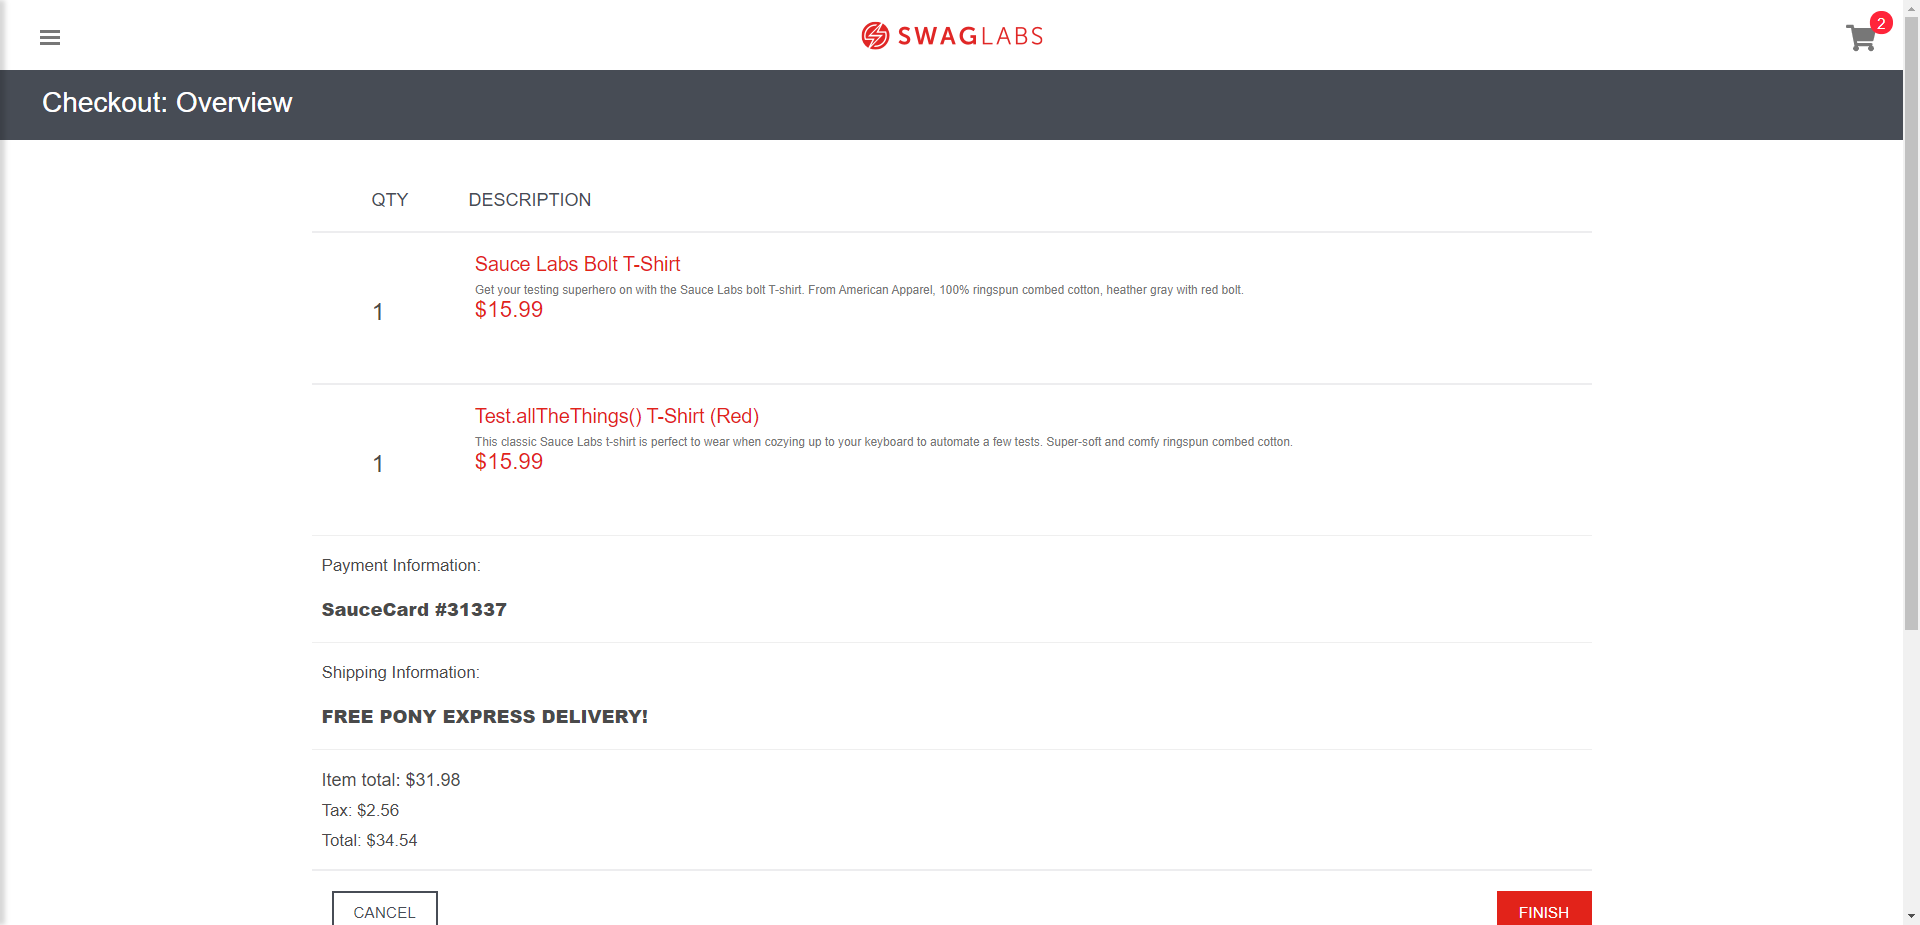 SWAGLABS
2
Checkout: Overview
QTY DESCRIPTION
Sauce Labs Bolt T-Shirt
Get your testing superhero on with the Sauce Labs bolt T-shirt. From American Apparel, 100% ringspun combed cotton, heather gray with red bolt.
1
$15.99
Test.allTheThings() T-Shirt (Red)
This classic Sauce Labs t-shirt is perfect to wear when cozying up to your keyboard to automate a few tests. Super-soft and comfy ringspun combed cotton.
1
$15.99
Payment Information:
SauceCard #31337
Shipping Information:
FREE PONY EXPRESS DELIVERY!
Item total: $31.98
Tax: $2.56
Total: $34.54
CANCEL FINISH